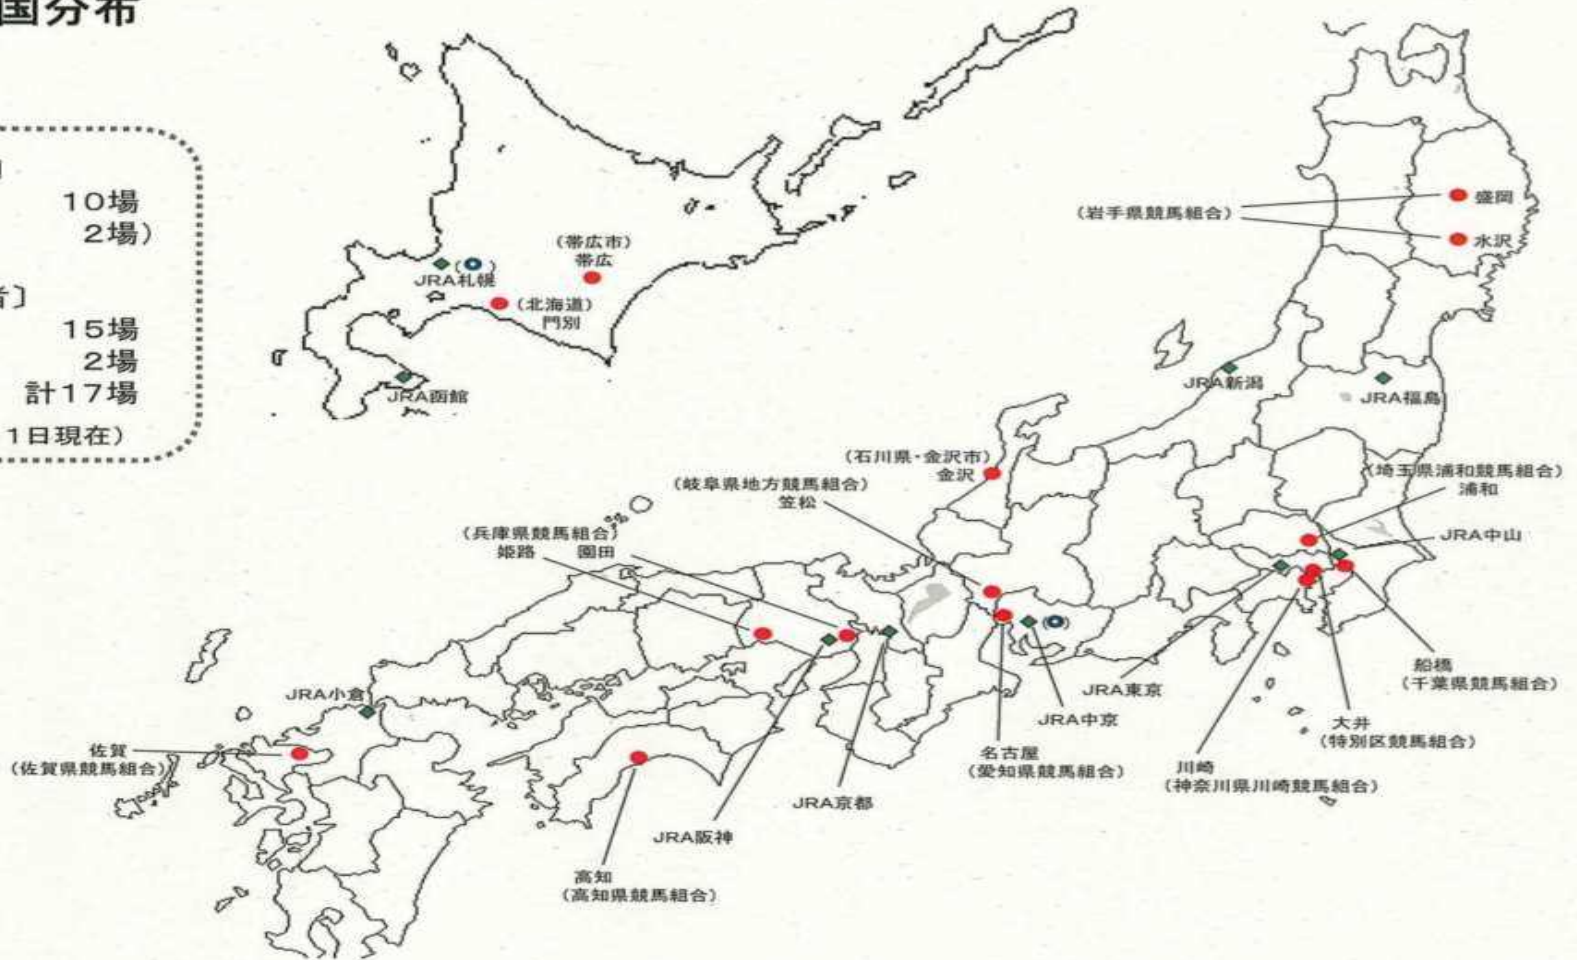 国分布
10場
2場）
者〕
15場
2場
計17場
1日現在）
JRA札幌
（帯広市）
帯広
（北海道）
門別
JRA函館
（岩手県競馬組合）
盛岡
水沢
JRA新潟
JRA福島
（石川県・金沢市）
金沢
（岐阜県地方競馬組合）
笠松
（埼玉県浦和競馬組合）
浦和
JRA中山
（兵庫県競馬組合）
姫路 園田
船橋
（千葉県競馬組合）
JRA東京
JRA中京
大井
（特別区競馬組合）
名古屋
（愛知県競馬組合）
川崎
（神奈川県川崎競馬組合）
JRA小倉
佐賀
（佐賀県競馬組合）
JRA京都
JRA阪神
高知
（高知県競馬組合）